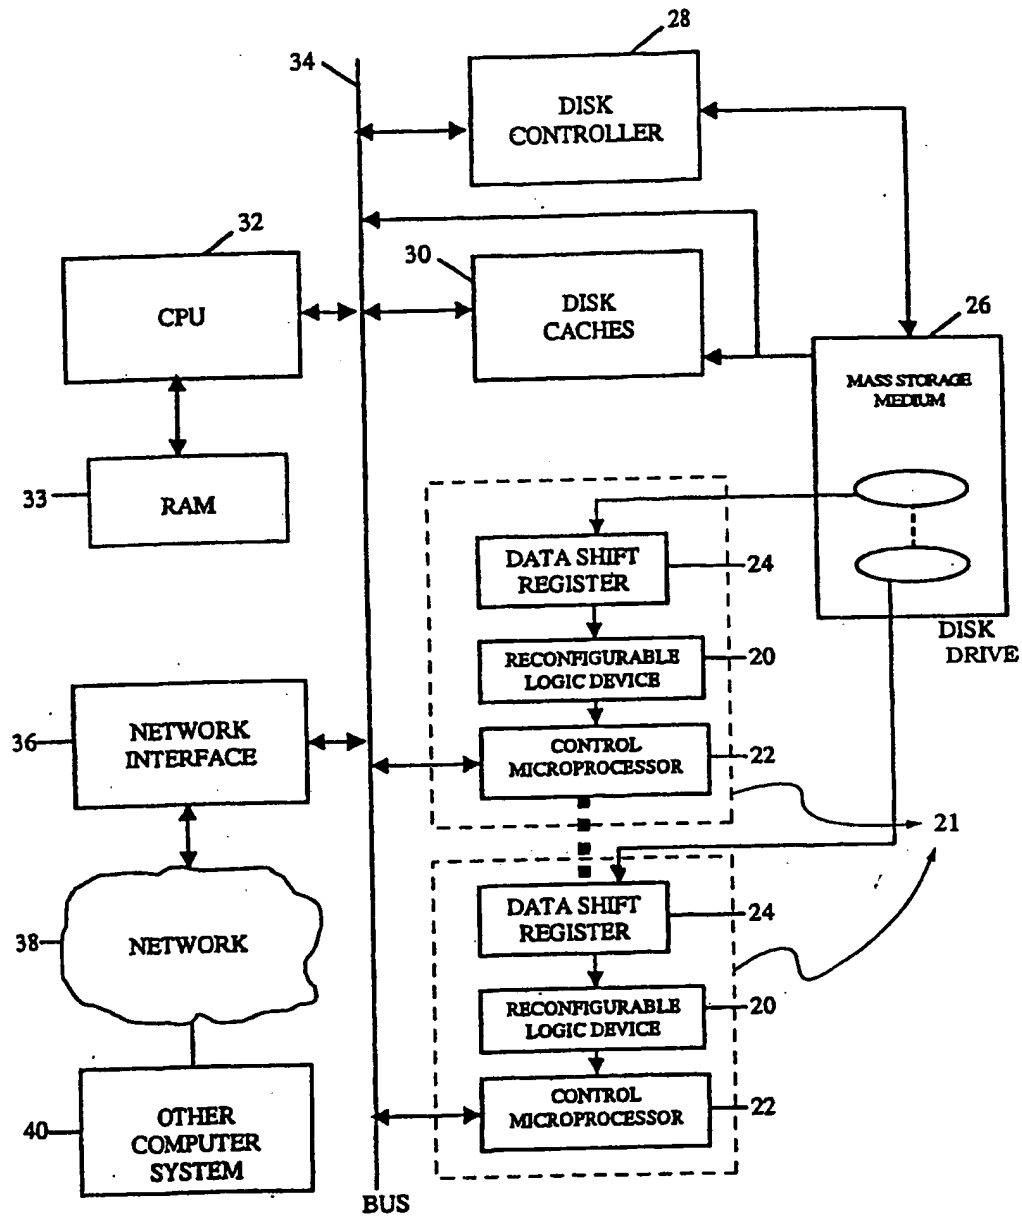 28
34
DISK
CONTROLLER
32
30
CPU
DISK
CACHES
26
MASS STORAGE
MEDIUM
33
RAM
DATA SHIFT
REGISTER
24
DISK
DRIVE
RECONFIGURABLE
LOGIC DEVICE
20
36
NETWORK
INTERFACE
CONTROL
MICROPROCESSOR
22
21
DATA SHIFT
REGISTER
24
38
NETWORK
RECONFIGURABLE
LOGIC DEVICE
20
CONTROL
MICROPROCESSOR
22
40
OTHER
COMPUTER
SYSTEM
BUS